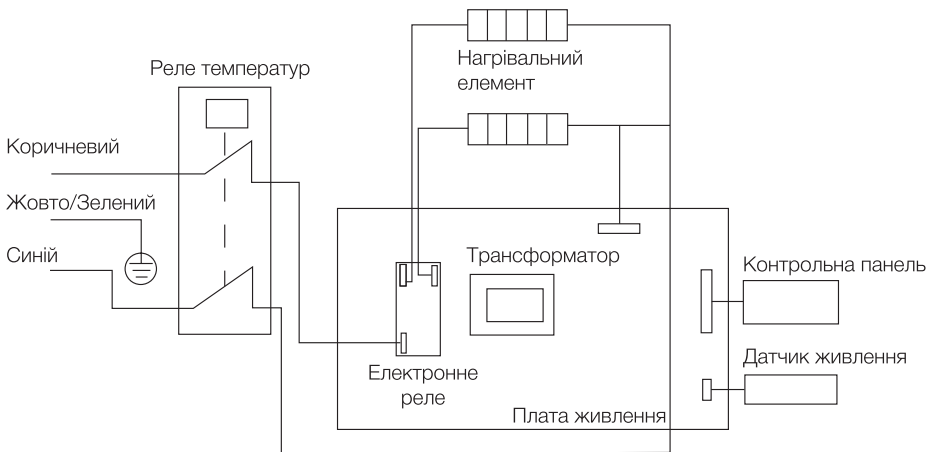 Нагрівальний
елемент
Реле температур
Коричневий
Жовто/Зелений
Синій
Трансформатор
Контрольна панель
Датчик живлення
Електронне
реле
Плата живлення